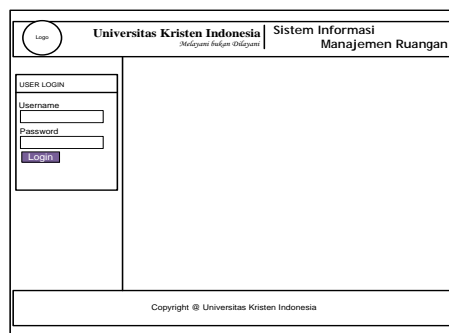 Logo
Universitas Kristen Indonesia
Melayani bukan Dilayani
Sistem Informasi
Manajemen Ruangan
USER LOGIN
Username
Password
Login
Copyright @ Universitas Kristen Indonesia